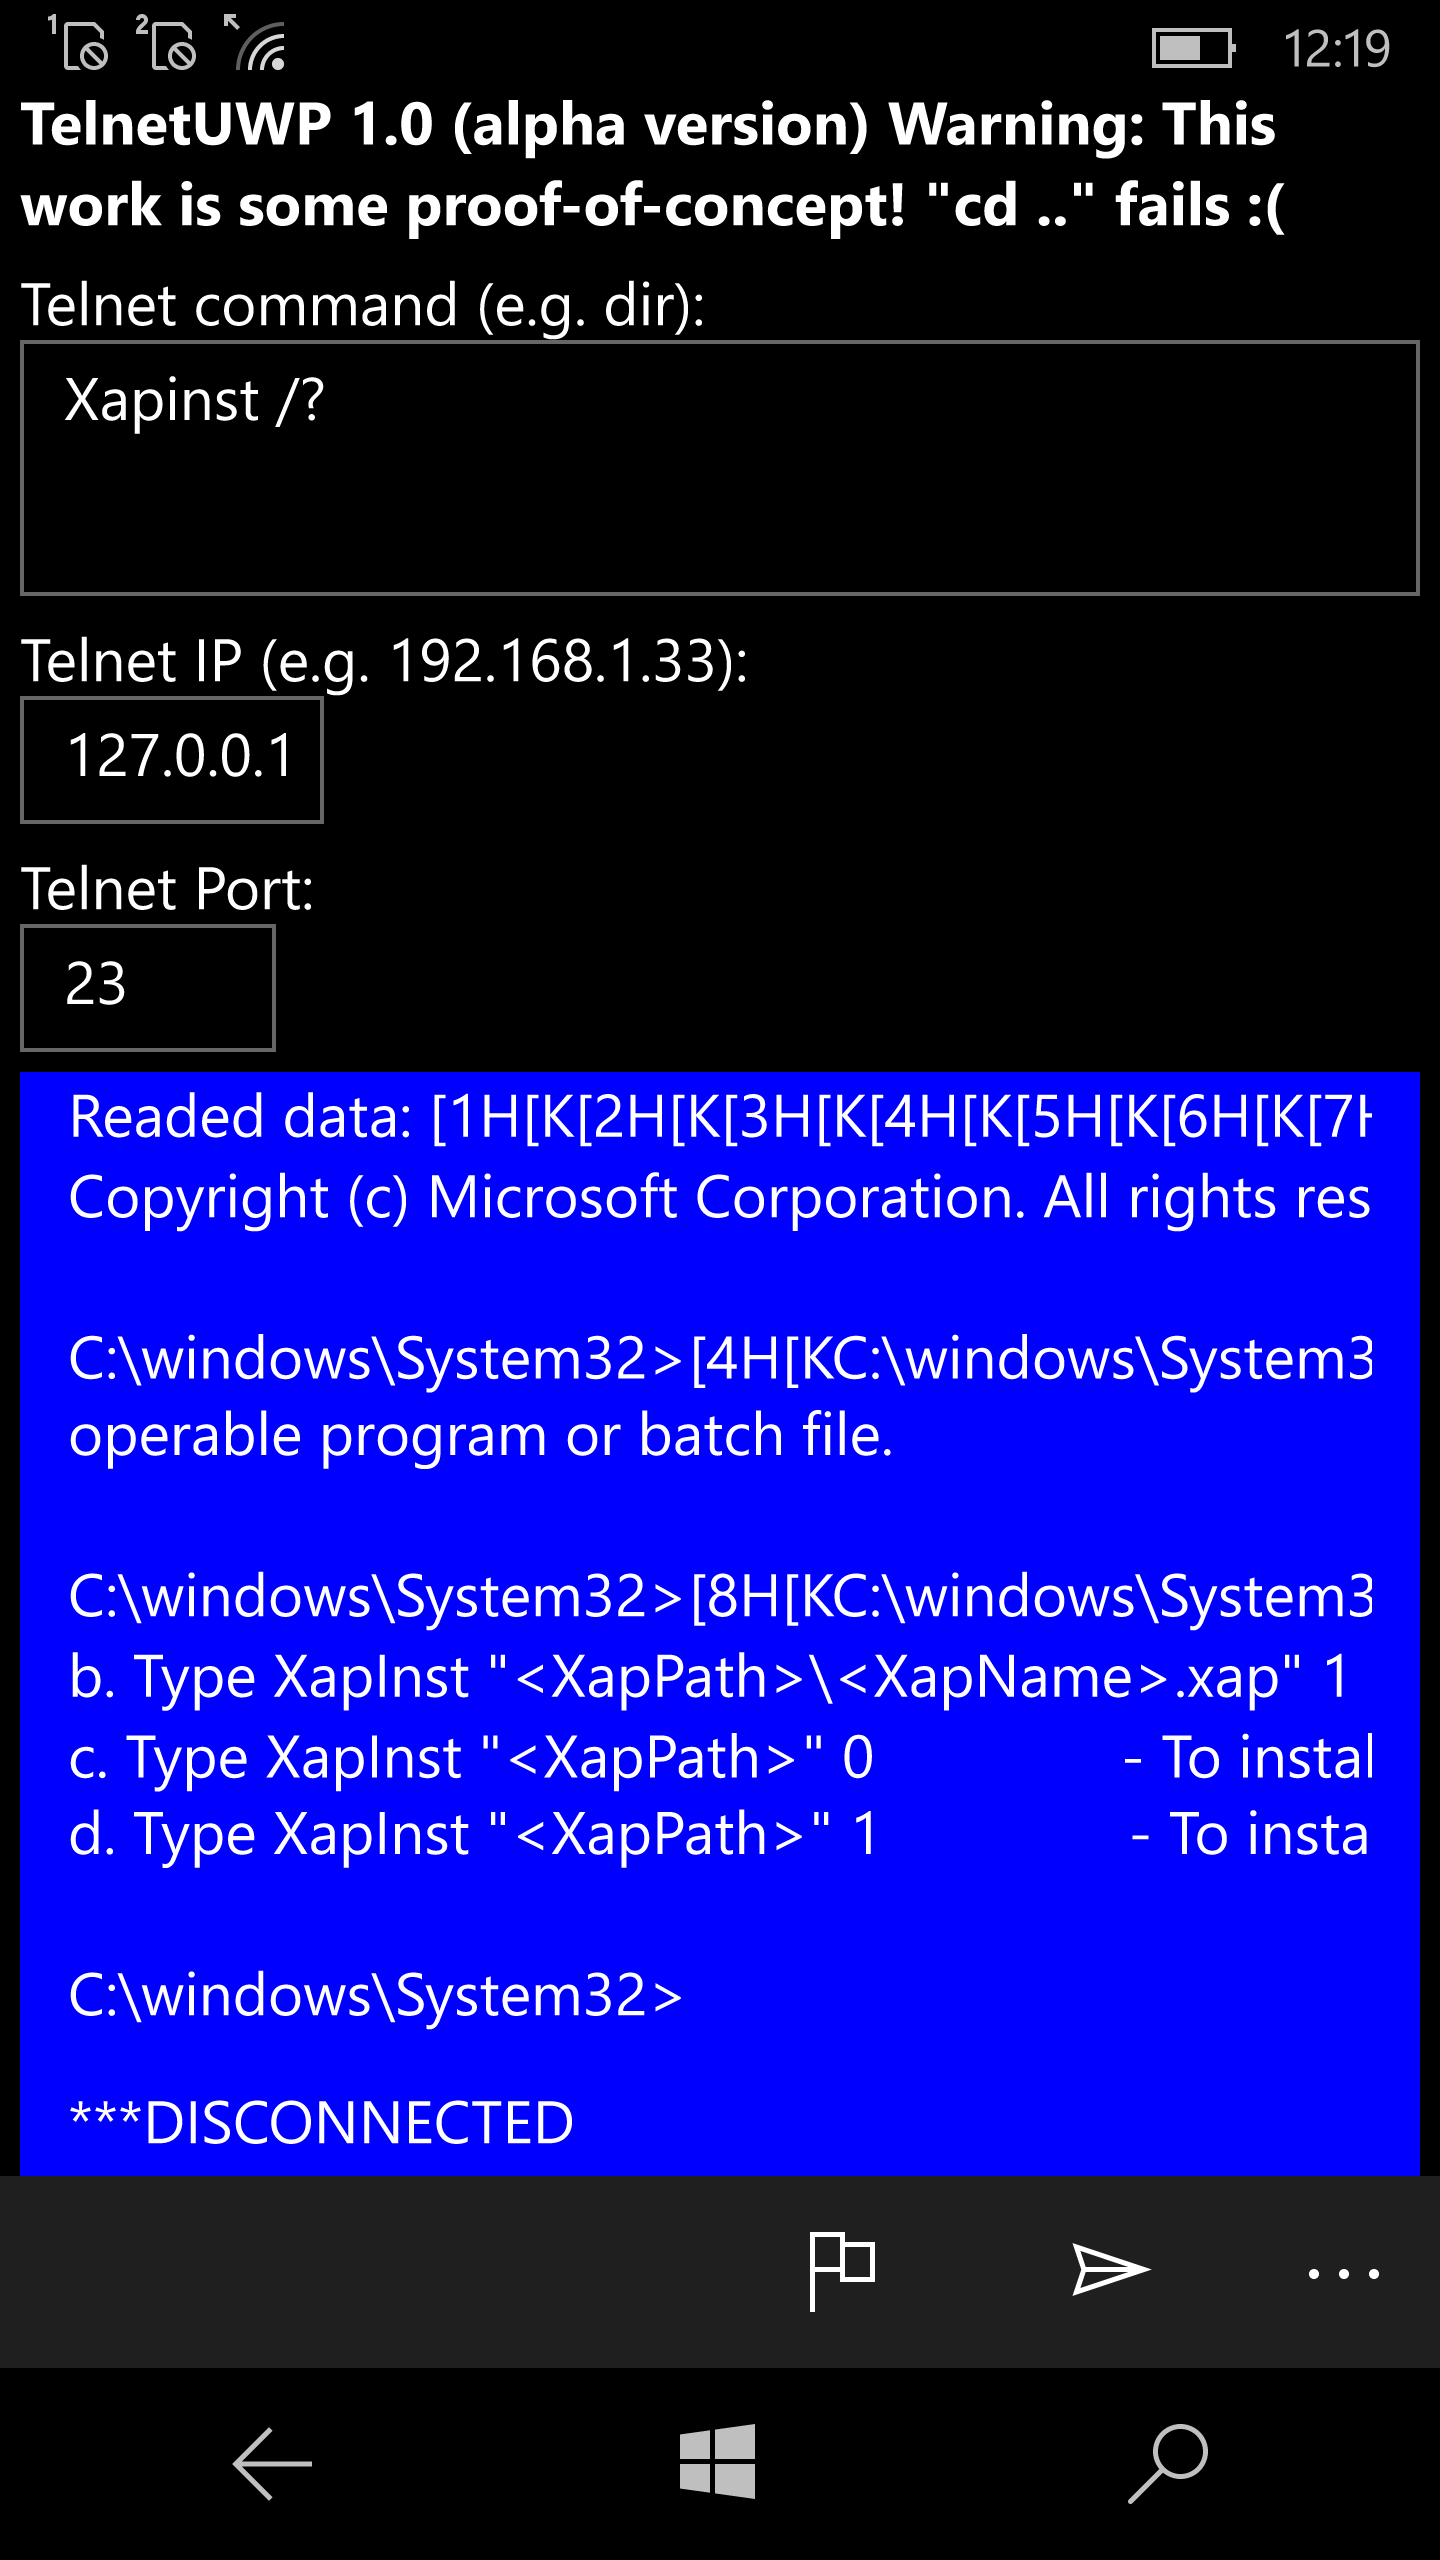 1 2 12:19
TelnetUWP 1.0 (alpha version) Warning: This
work is some proof-of-concept! "cd .." fails :(
Telnet command (e.g. dir):
Xapinst /?
Telnet IP (e.g. 192.168.1.33):
127.0.0.1
Telnet Port:
23
Readed data: [1H[K[2H[K[3H[K[4H[K[5H[K[6H[K[7H
Copyright (c) Microsoft Corporation. All rights res
C:\windows\System32>[4H[KC:\windows\System3
operable program or batch file.
C:\windows\System32>[8H[KC:\windows\System3
b. Type XapInst "<XapPath>\<XapName>.xap" 1
c. Type XapInst "<XapPath>" 0 - To instal
d. Type XapInst "<XapPath>" 1 - To insta
C:\windows\System32>
***DISCONNECTED